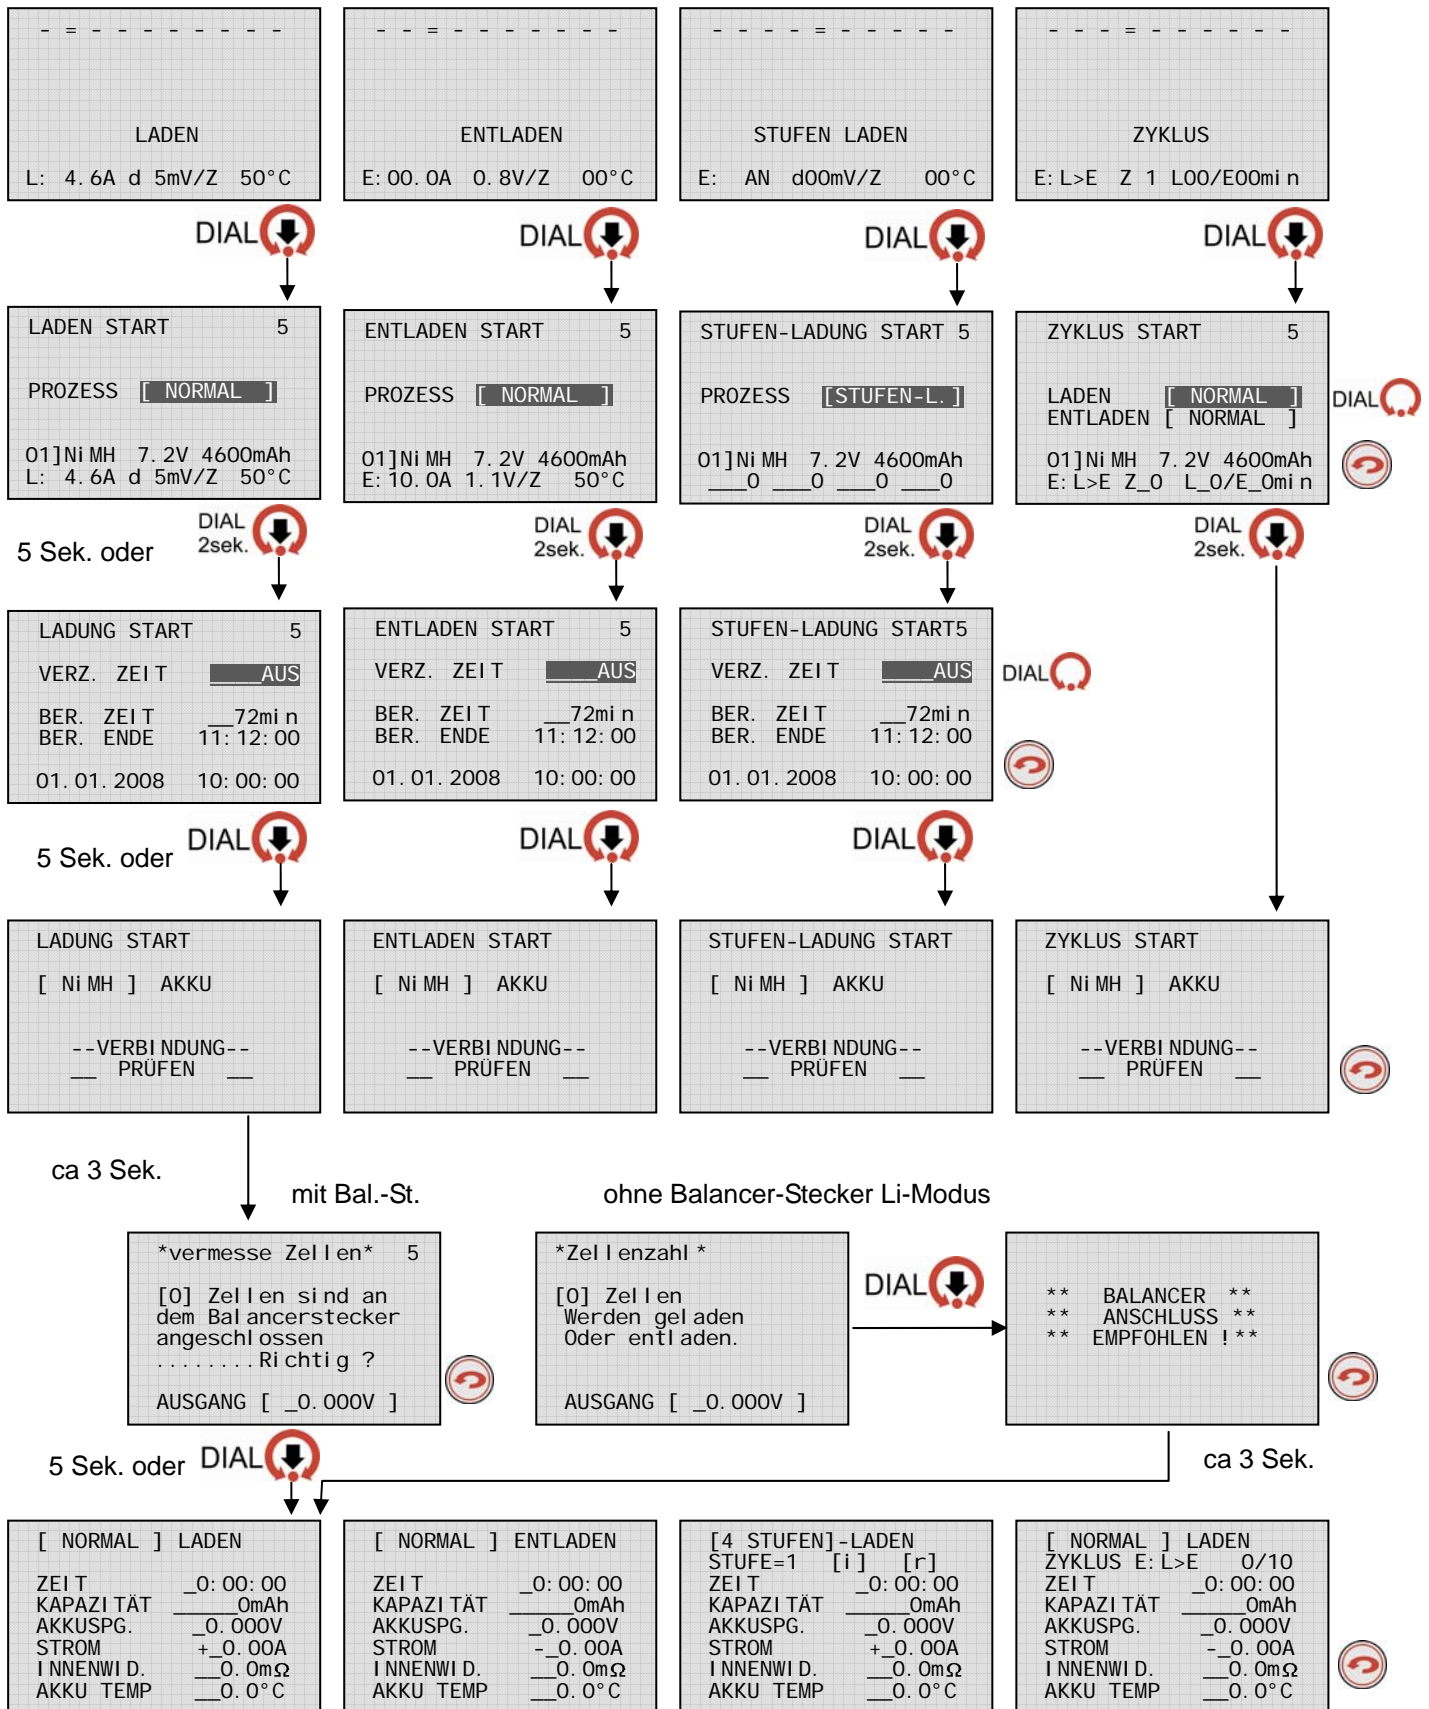 - = - - - - - - - -
LADEN
L: 4.6A d 5mV/Z 50°C
- - = - - - - - - -
ENTLADEN
E:00.0A 0.8V/Z 00°C
- - - - = - - - - -
STUFEN LADEN
E: AN d00mV/Z 00°C
- - - = - - - - - -
ZYKLUS
E:L>E Z 1 L00/E00min
DIAL
DIAL
DIAL
DIAL
LADEN START 5
PROZESS [ NORMAL ]
01]NiMH 7.2V 4600mAh
L: 4.6A d 5mV/Z 50°C
ENTLADEN START 5
PROZESS [ NORMAL ]
01]NiMH 7.2V 4600mAh
E:10.0A 1.1V/Z 50°C
STUFEN-LADUNG START 5
PROZESS [STUFEN-L.]
01]NiMH 7.2V 4600mAh
___0 ___0 ___0 ___0
ZYKLUS START 5
LADEN [ NORMAL ]
ENTLADEN [ NORMAL ]
01]NiMH 7.2V 4600mAh
E:L>E Z_0 L_0/E_0min
DIAL
5 Sek. oder
DIAL
2sek.
DIAL
2sek.
DIAL
2sek.
DIAL
2sek.
LADUNG START 5
VERZ. ZEIT ____AUS
BER. ZEIT __72min
BER. ENDE 11:12:00
01.01.2008 10:00:00
ENTLADEN START 5
VERZ. ZEIT ____AUS
BER. ZEIT __72min
BER. ENDE 11:12:00
01.01.2008 10:00:00
STUFEN-LADUNG START5
VERZ. ZEIT ____AUS
BER. ZEIT __72min
BER. ENDE 11:12:00
01.01.2008 10:00:00
DIAL
5 Sek. oder
DIAL
DIAL
DIAL
LADUNG START
[ NiMH ] AKKU
--VERBINDUNG--
__ PRÜFEN __
ENTLADEN START
[ NiMH ] AKKU
--VERBINDUNG--
__ PRÜFEN __
STUFEN-LADUNG START
[ NiMH ] AKKU
--VERBINDUNG--
__ PRÜFEN __
ZYKLUS START
[ NiMH ] AKKU
--VERBINDUNG--
__ PRÜFEN __
ca 3 Sek.
mit Bal.-St.
ohne Balancer-Stecker Li-Modus
*vermesse Zellen* 5
[0] Zellen sind an
dem Balancerstecker
angeschlossen
........Richtig ?
AUSGANG [ _0.000V ]
*Zellenzahl*
[0] Zellen
Werden geladen
Oder entladen.
AUSGANG [ _0.000V ]
DIAL
** BALANCER **
** ANSCHLUSS **
** EMPFOHLEN !**
5 Sek. oder
DIAL
ca 3 Sek.
[ NORMAL ] LADEN
ZEIT _0:00:00
KAPAZITÄT _____0mAh
AKKUSPG. _0.000V
STROM +_0.00A
INNENWID. __0.0mΩ
AKKU TEMP __0.0°C
[ NORMAL ] ENTLADEN
ZEIT _0:00:00
KAPAZITÄT _____0mAh
AKKUSPG. _0.000V
STROM -_0.00A
INNENWID. __0.0mΩ
AKKU TEMP __0.0°C
[4 STUFEN]-LADEN
STUFE=1 [i] [r]
ZEIT _0:00:00
KAPAZITÄT _____0mAh
AKKUSPG. _0.000V
STROM +_0.00A
INNENWID. __0.0mΩ
AKKU TEMP __0.0°C
[ NORMAL ] LADEN
ZYKLUS E:L>E 0/10
ZEIT _0:00:00
KAPAZITÄT _____0mAh
AKKUSPG. _0.000V
STROM -_0.00A
INNENWID. __0.0mΩ
AKKU TEMP __0.0°C